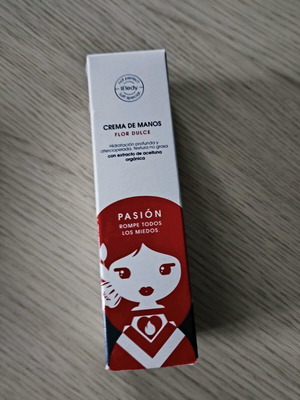 CREMA DE MANOS
FLOR DULCE
Hidratación profunda y
aterciopelada, textura no grasa
con extracto de aceituna
orgánica
PASIÓN
ROMPE TODOS
LOS MIEDOS